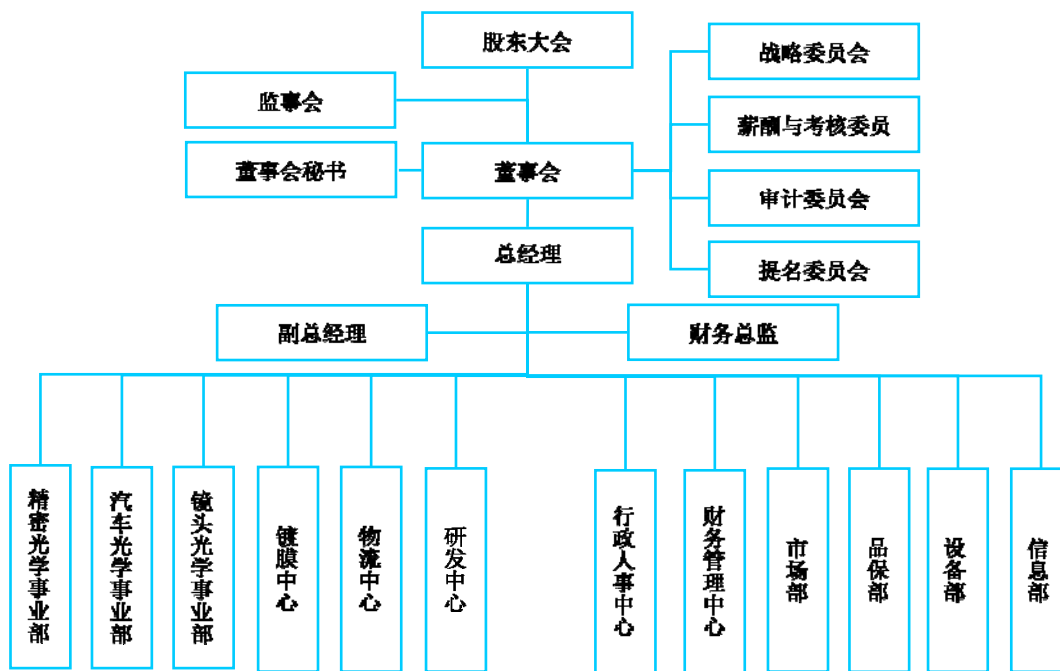 股东大会
战略委员会
监事会
薪酬与考核委员
董事会秘书
董事会
审计委员会
总经理
提名委员会
副总经理
财务总监
精密光学事业部
汽车光学事业部
镜头光学事业部
镀膜中心
物流中心
研发中心
行政人事中心
财务管理中心
市场部
品保部
设备部
信息部